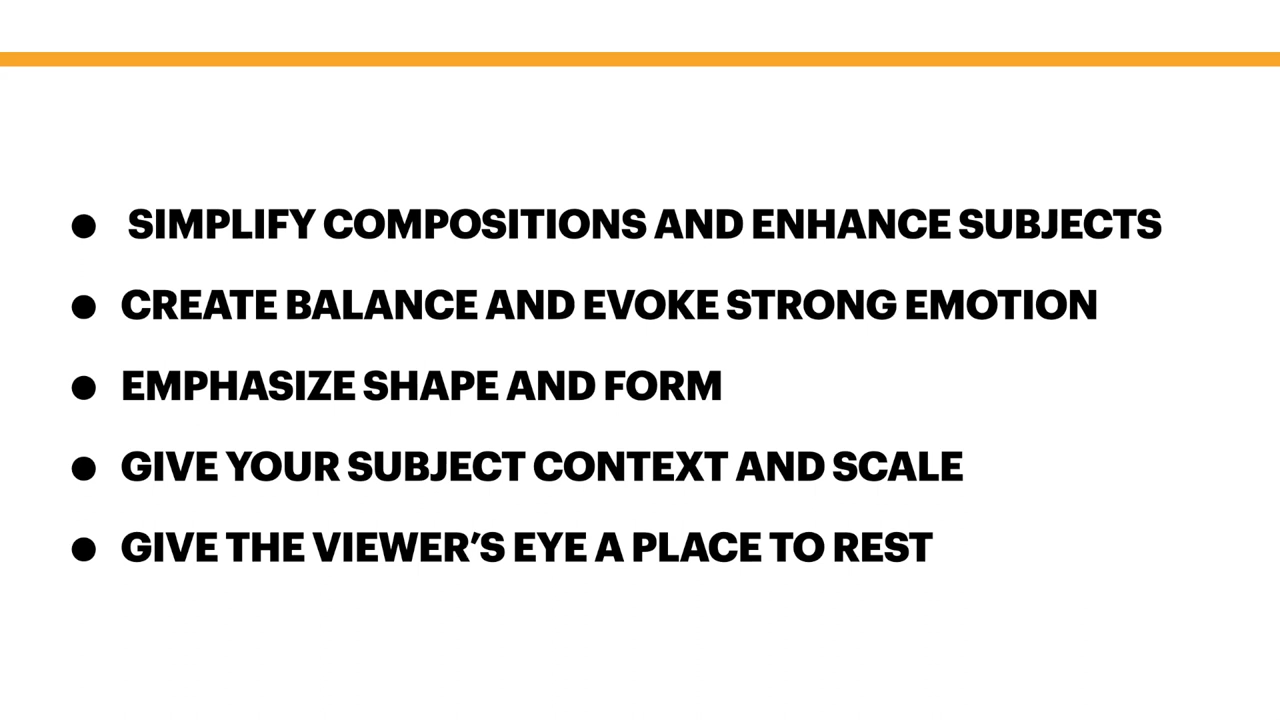 ● SIMPLIFY COMPOSITIONS AND ENHANCE SUBJECTS
● CREATE BALANCE AND EVOKE STRONG EMOTION
● EMPHASIZE SHAPE AND FORM
● GIVE YOUR SUBJECT CONTEXT AND SCALE
● GIVE THE VIEWER’S EYE A PLACE TO REST